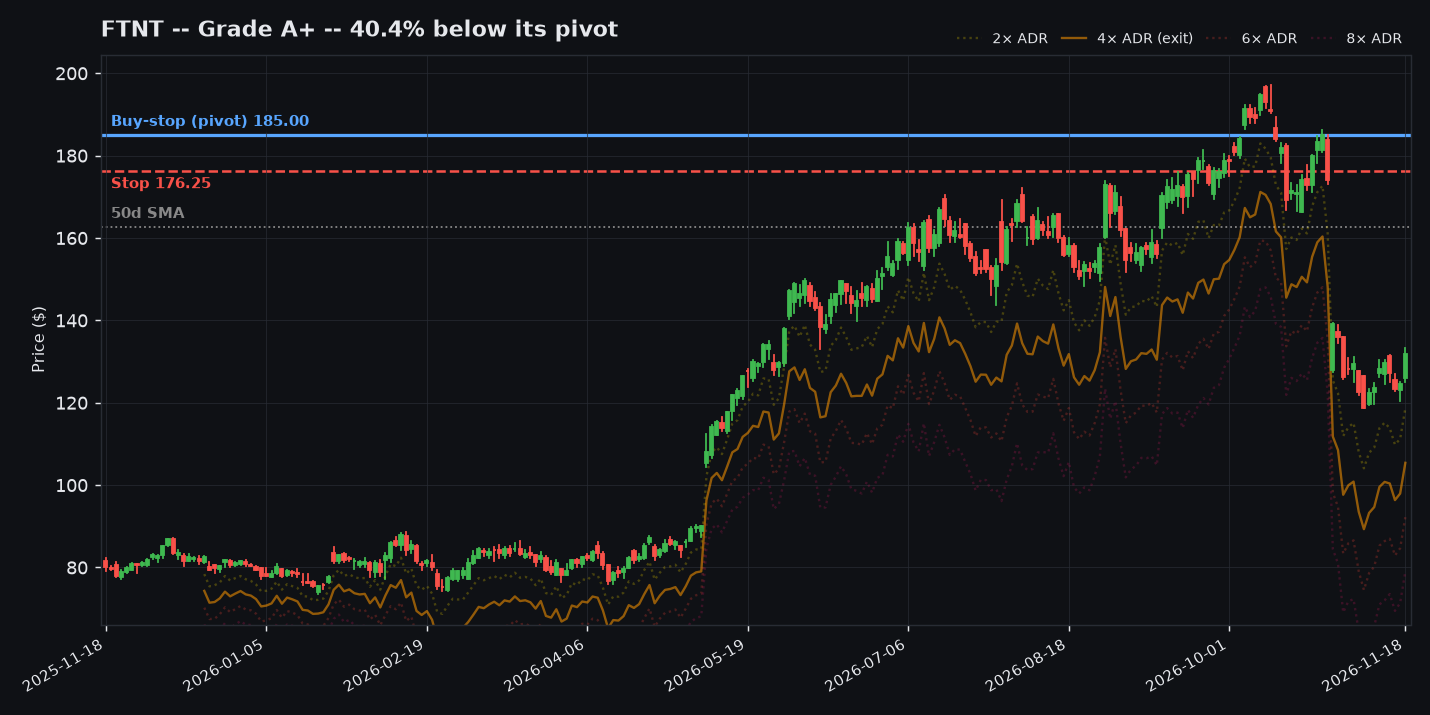 FTNT -- Grade A+ -- 40.4% below its pivot
2× ADR
4× ADR (exit)
6× ADR
8× ADR
Price ($)
200
180
160
140
120
100
80
Buy-stop (pivot) 185.00
Stop 176.25
50d SMA
2025-11-18
2026-01-05
2026-02-19
2026-04-06
2026-05-19
2026-07-06
2026-08-18
2026-10-01
2026-11-18